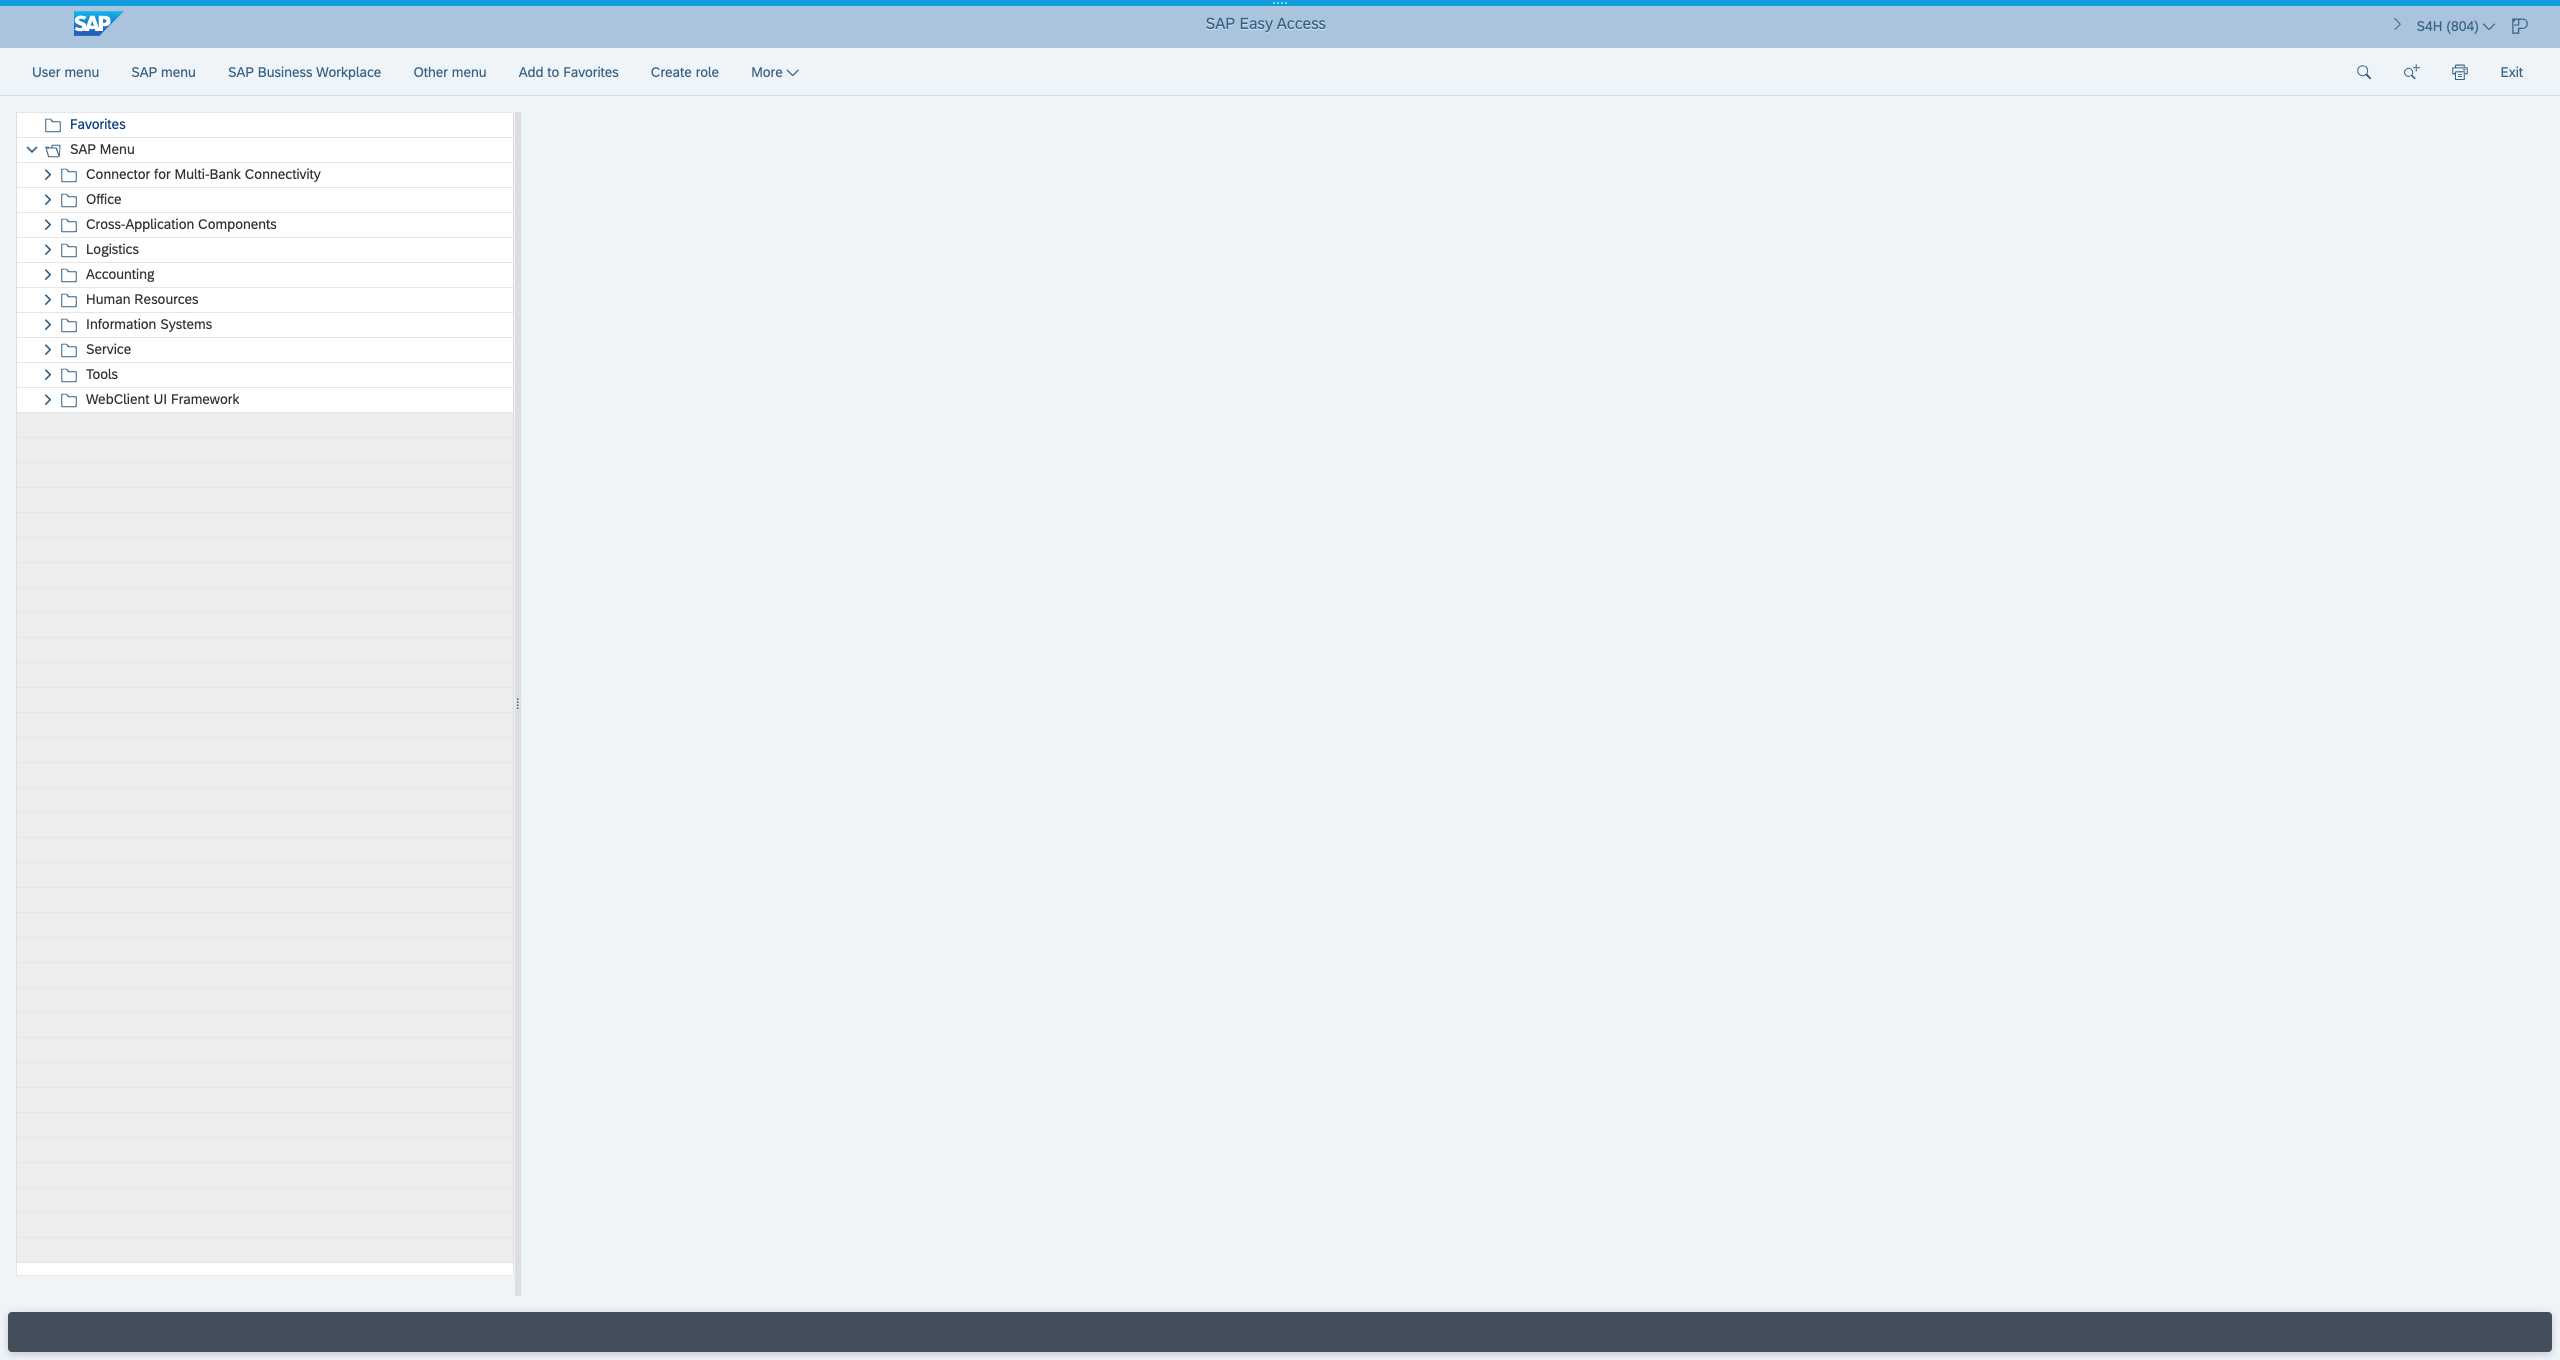 SAP
SAP Easy Access
S4H (804)
User menu
SAP menu
SAP Business Workplace
Other menu
Add to Favorites
Create role
More
Exit
Favorites
SAP Menu
Connector for Multi-Bank Connectivity
Office
Cross-Application Components
Logistics
Accounting
Human Resources
Information Systems
Service
Tools
WebClient UI Framework